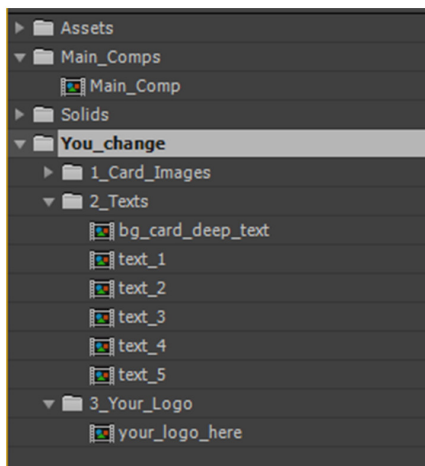 Assets
Main_Comps
Main_Comp
Solids
You_change
1_Card_Images
2_Texts
bg_card_deep_text
text_1
text_2
text_3
text_4
text_5
3_Your_Logo
your_logo_here